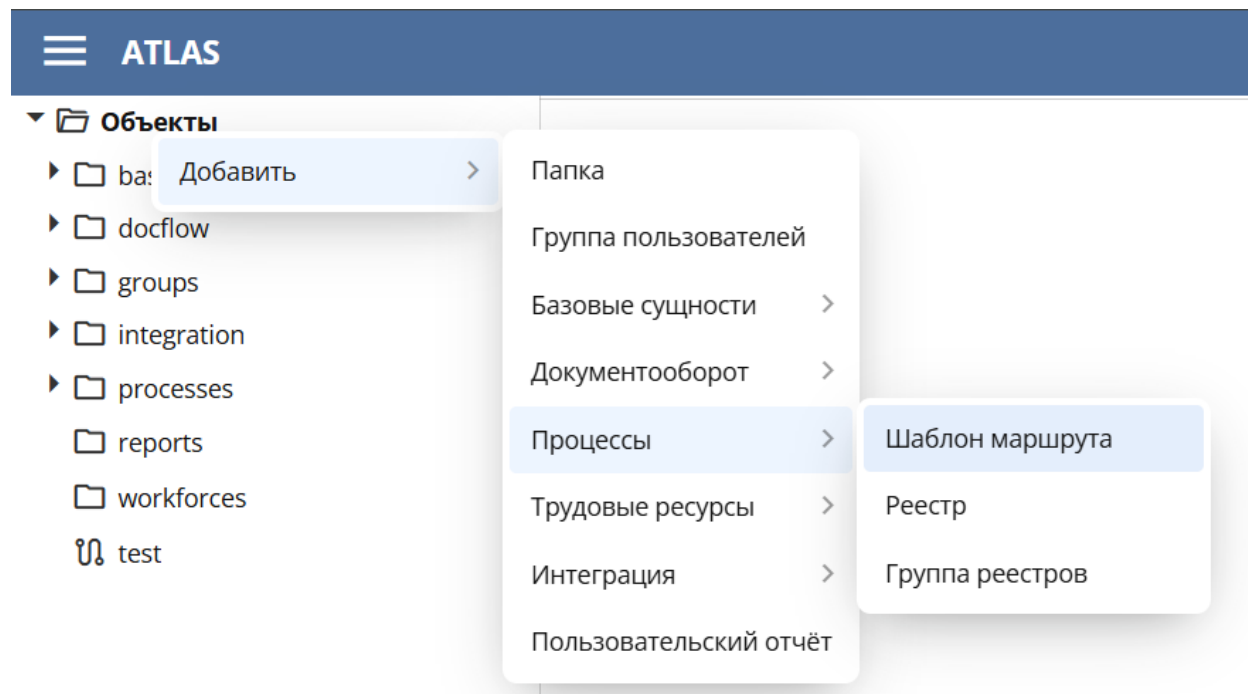 ATLAS
Объекты
bas
Добавить
docflow
groups
integration
processes
reports
workforces
test
Папка
Группа пользователей
Базовые сущности
Документооборот
Процессы
Трудовые ресурсы
Интеграция
Пользовательский отчёт
Шаблон маршрута
Реестр
Группа реестров